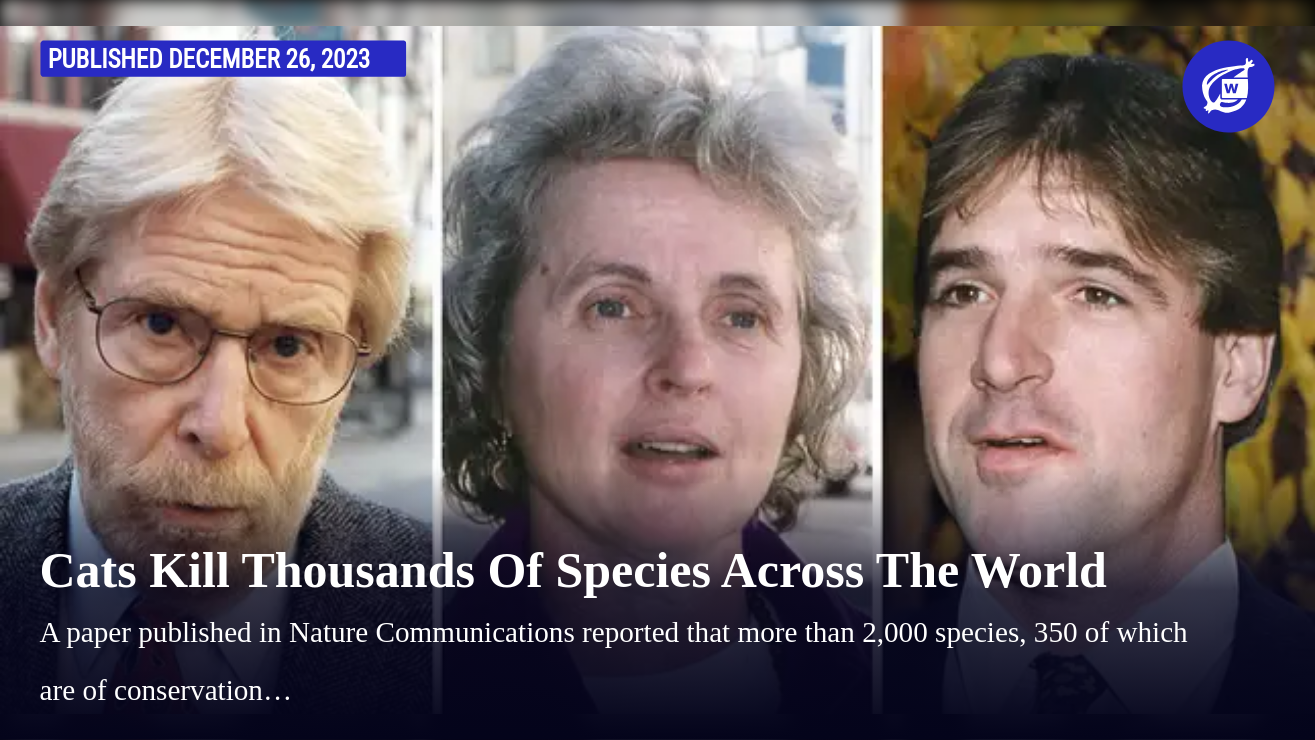 PUBLISHED DECEMBER 26, 2023
W
Cats Kill Thousands Of Species Across The World
A paper published in Nature Communications reported that more than 2,000 species, 350 of which
are of conservation…